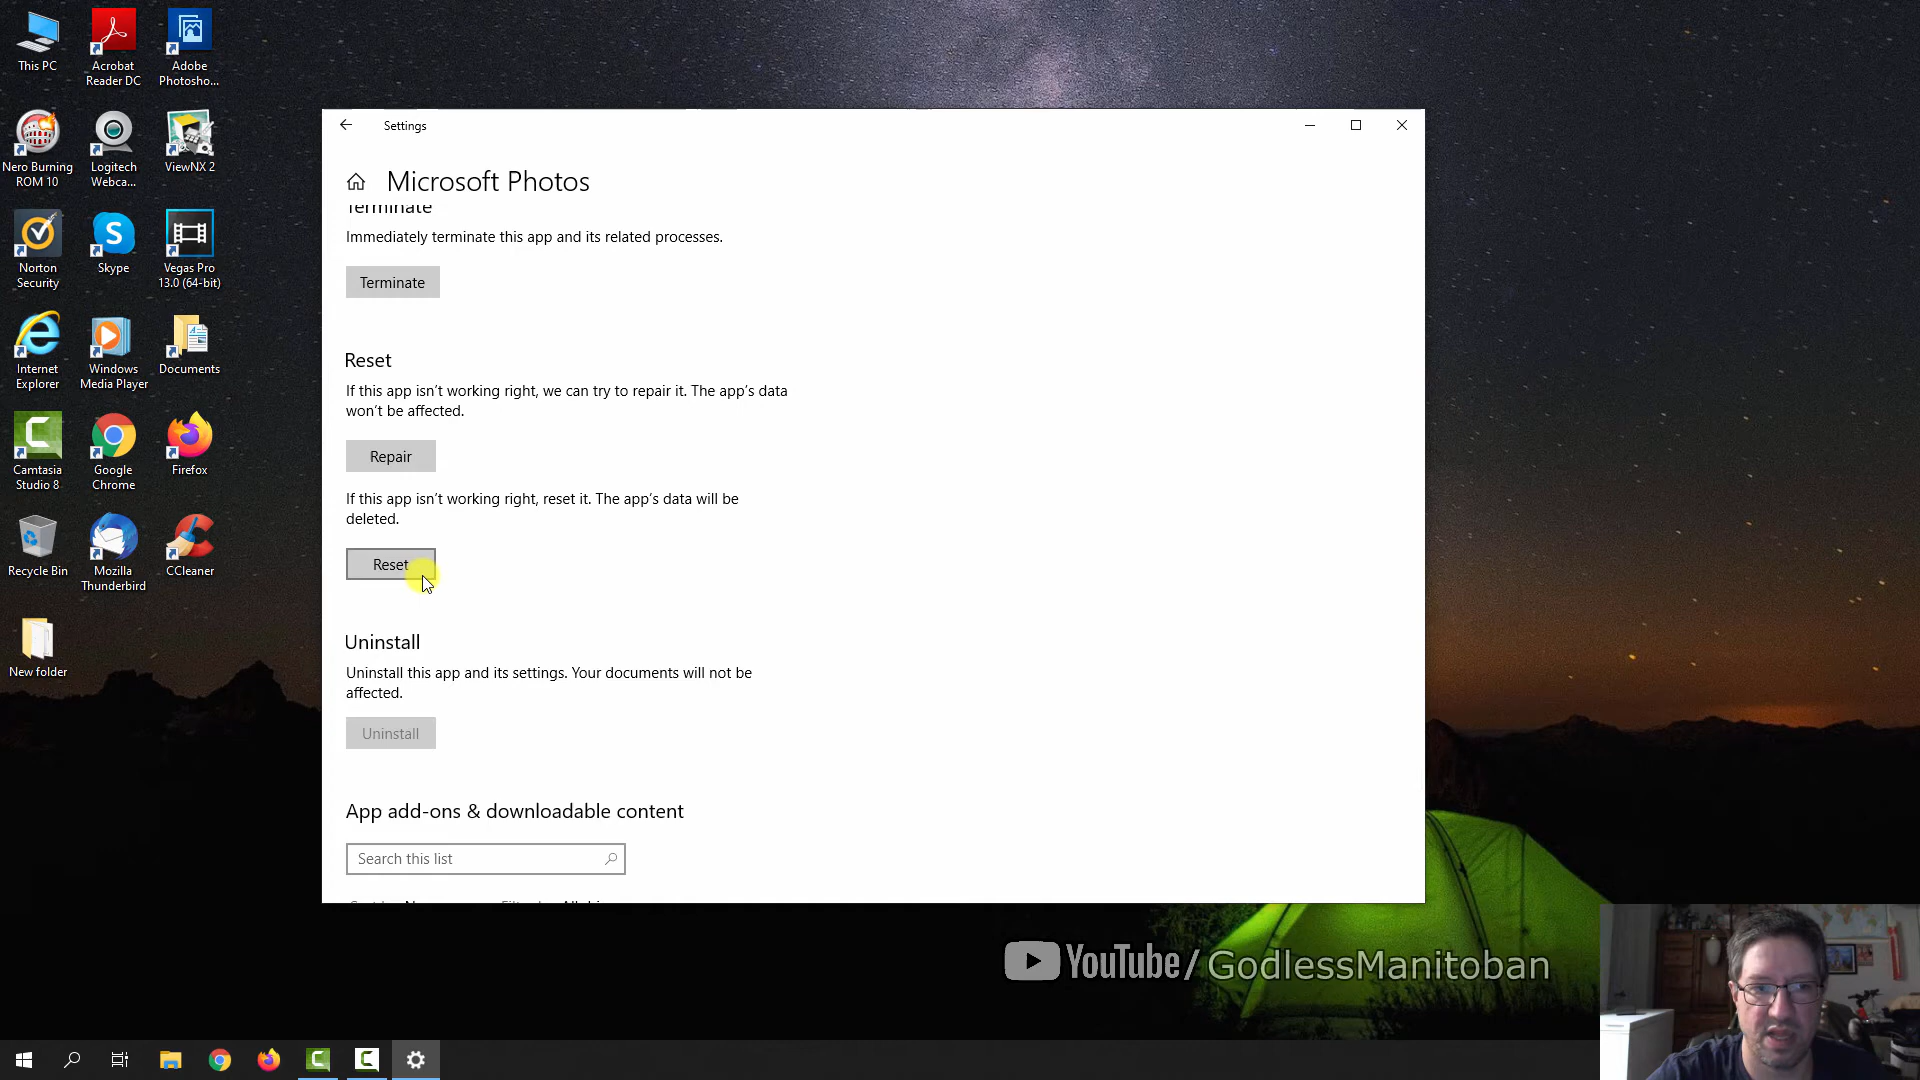 This PC
Acrobat
Reader DC
Adobe
Photosho...
Nero Burning
ROM 10
Logitech
Webca...
ViewNX 2
Norton
Security
Skype
Vegas Pro
13.0 (64-bit)
Internet
Explorer
Windows
Media Player
Documents
Camtasia
Studio 8
Google
Chrome
Firefox
Recycle Bin
Mozilla
Thunderbird
CCleaner
New folder
Settings
Microsoft Photos
Terminate
Immediately terminate this app and its related processes.
Terminate
Reset
If this app isn't working right, we can try to repair it. The app's data
won't be affected.
Repair
If this app isn't working right, reset it. The app's data will be
deleted.
Reset
Uninstall
Uninstall this app and its settings. Your documents will not be
affected.
Uninstall
App add-ons & downloadable content
Search this list
YouTube/GodlessManitoban